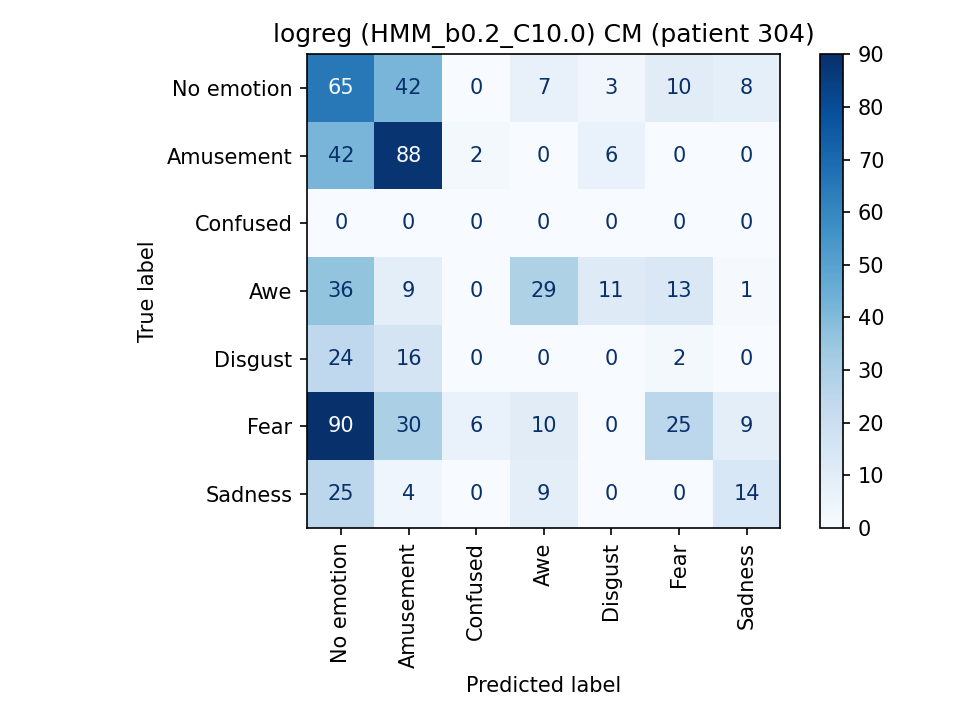 logreg (HMM_b0.2_C10.0) CM (patient 304)
True label
No emotion 65 42 0 7 3 10 8
Amusement 42 88 2 0 6 0 0
Confused 0 0 0 0 0 0 0
Awe 36 9 0 29 11 13 1
Disgust 24 16 0 0 0 2 0
Fear 90 30 6 10 0 25 9
Sadness 25 4 0 9 0 0 14
No emotion
Amusement
Confused
Awe
Disgust
Fear
Sadness
Predicted label
90
80
70
60
50
40
30
20
10
0